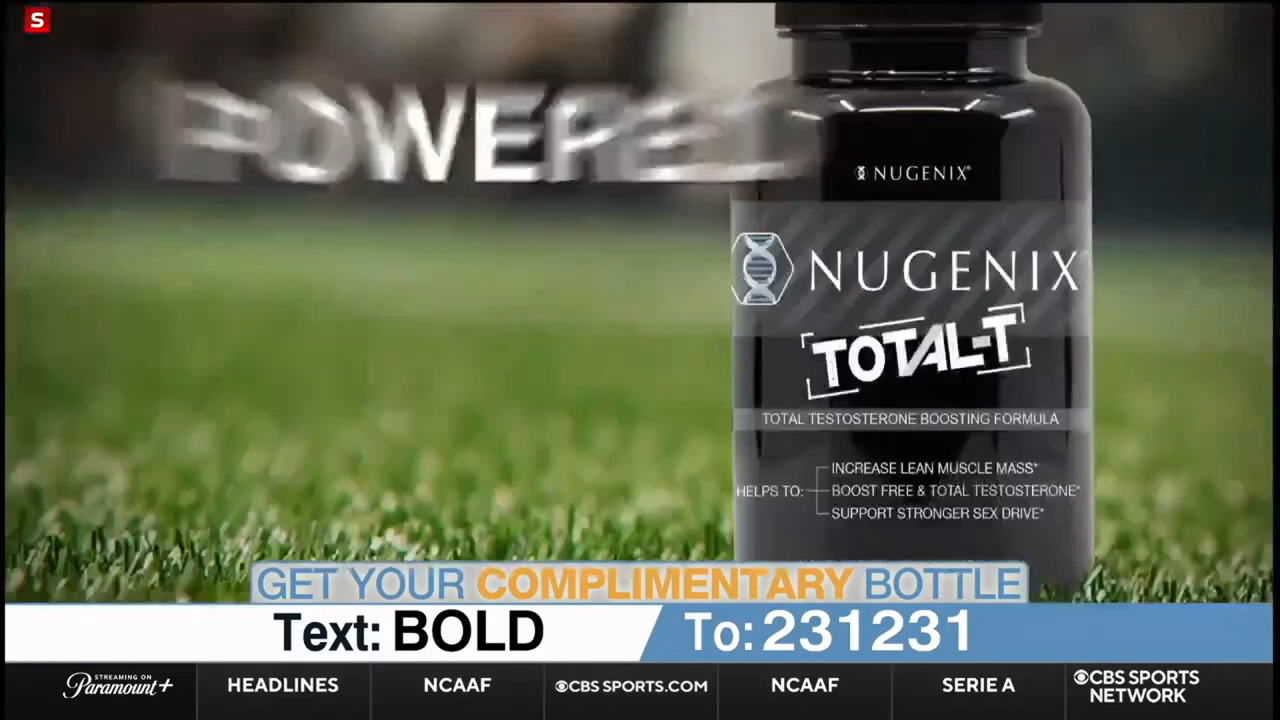 S
POWERED
NUGENIX®
NUGENIX
TOTAL-T
TOTAL TESTOSTERONE BOOSTING FORMULA
HELPS TO:
INCREASE LEAN MUSCLE MASS*
BOOST FREE & TOTAL TESTOSTERONE*
SUPPORT STRONGER SEX DRIVE*
GET YOUR COMPLIMENTARY BOTTLE
Text: BOLD To: 231231
STREAMING ON
Paramount+
HEADLINES
NCAAF
CBS SPORTS.COM
NCAAF
SERIE A
CBS SPORTS
NETWORK